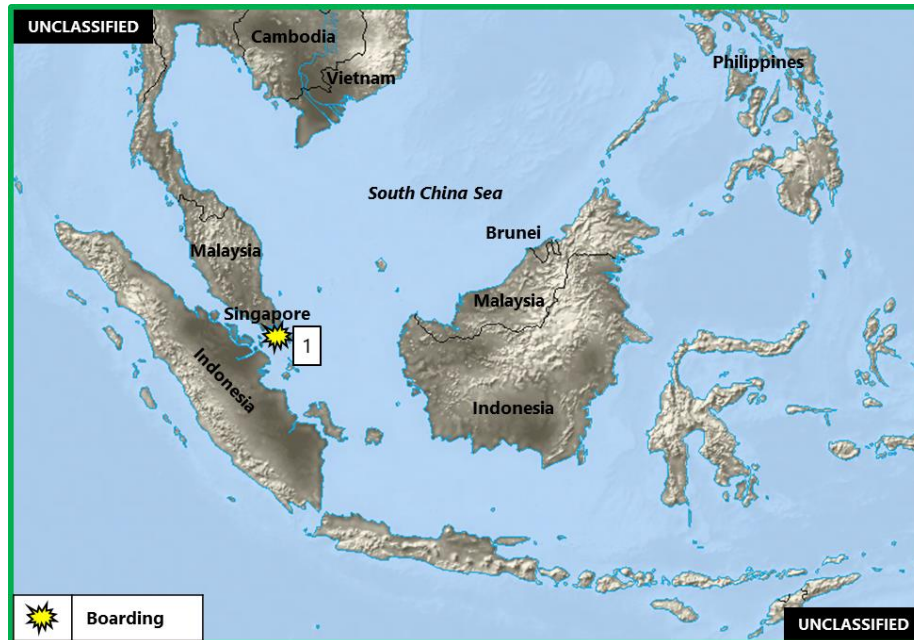 UNCLASSIFIED
Cambodia
Vietnam
Philippines
South China Sea
Malaysia
Brunei
Malaysia
Singapore
1
Indonesia
Indonesia
Boarding
UNCLASSIFIED